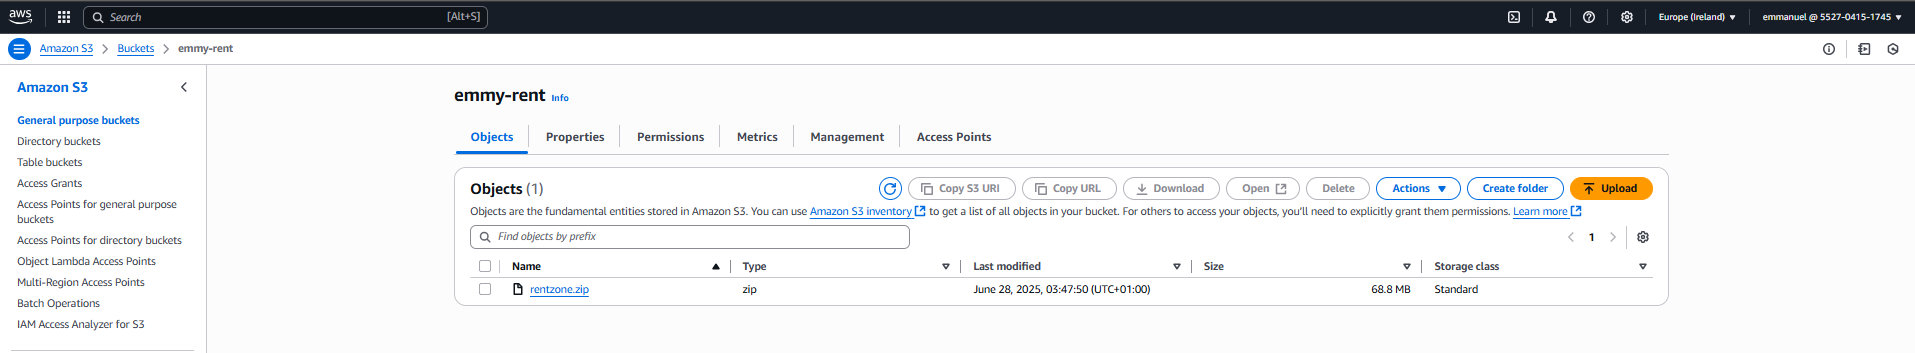 aws Search [Alt+S] Europe (Ireland) emmanuel @ 5527-0415-1745
Amazon S3 Buckets emmy-rent
Amazon S3
General purpose buckets
Directory buckets
Table buckets
Access Grants
Access Points for general purpose
buckets
Access Points for directory buckets
Object Lambda Access Points
Multi-Region Access Points
Batch Operations
IAM Access Analyzer for S3
emmy-rent Info
Objects Properties Permissions Metrics Management Access Points
Objects (1) Copy S3 URI Copy URL Download Open Delete Actions Create folder Upload
Objects are the fundamental entities stored in Amazon S3. You can use Amazon S3 inventory to get a list of all objects in your bucket. For others to access your objects, you'll need to explicitly grant them permissions. Learn more
Find objects by prefix 1
Name Type Last modified Size Storage class
rentzone.zip zip June 28, 2025, 03:47:50 (UTC+01:00) 68.8 MB Standard